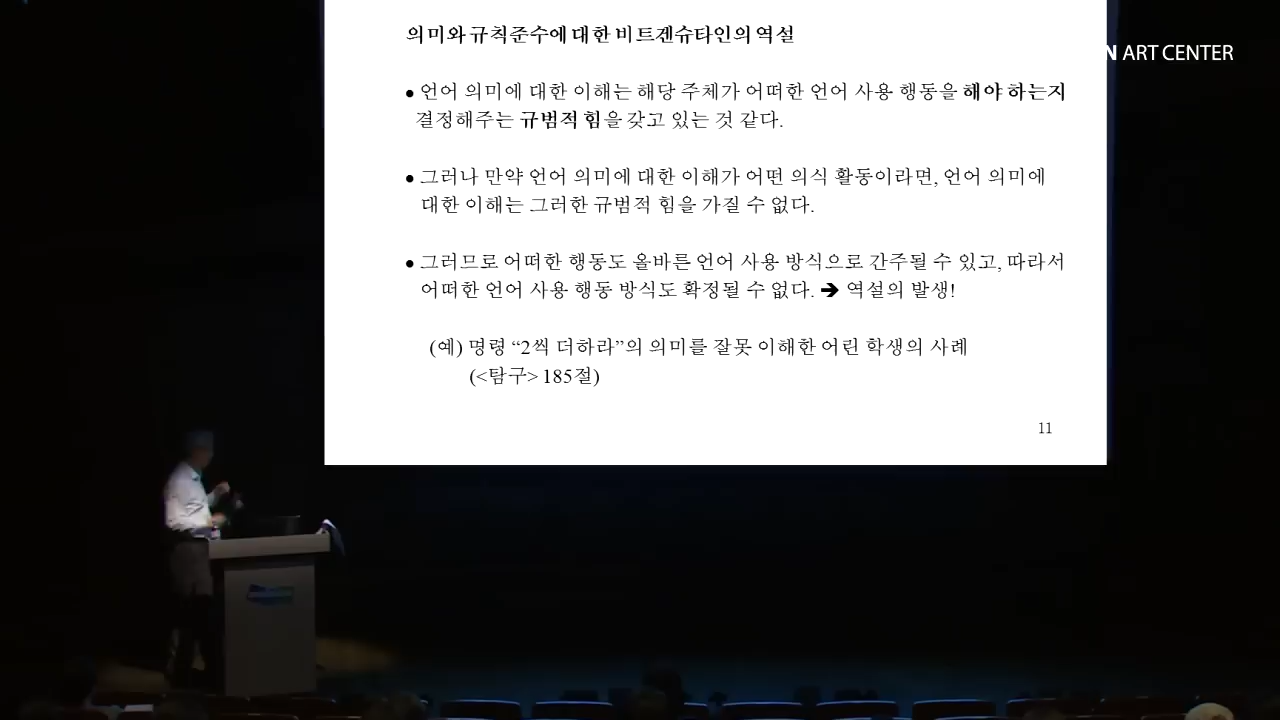 의미와 규칙준수에 대한 비트겐슈타인의 역설
N ART CENTER
• 언어 의미에 대한 이해는 해당 주체가 어떠한 언어 사용 행동을 해야 하는지
결정해주는 규범적 힘을 갖고 있는 것 같다.
• 그러나 만약 언어 의미에 대한 이해가 어떤 의식 활동이라면, 언어 의미에
대한 이해는 그러한 규범적 힘을 가질 수 없다.
• 그러므로 어떠한 행동도 올바른 언어 사용 방식으로 간주될 수 있고, 따라서
어떠한 언어 사용 행동 방식도 확정될 수 없다. ➔ 역설의 발생!
(예) 명령 “2씩 더하라”의 의미를 잘못 이해한 어린 학생의 사례
(<탐구> 185절)
11